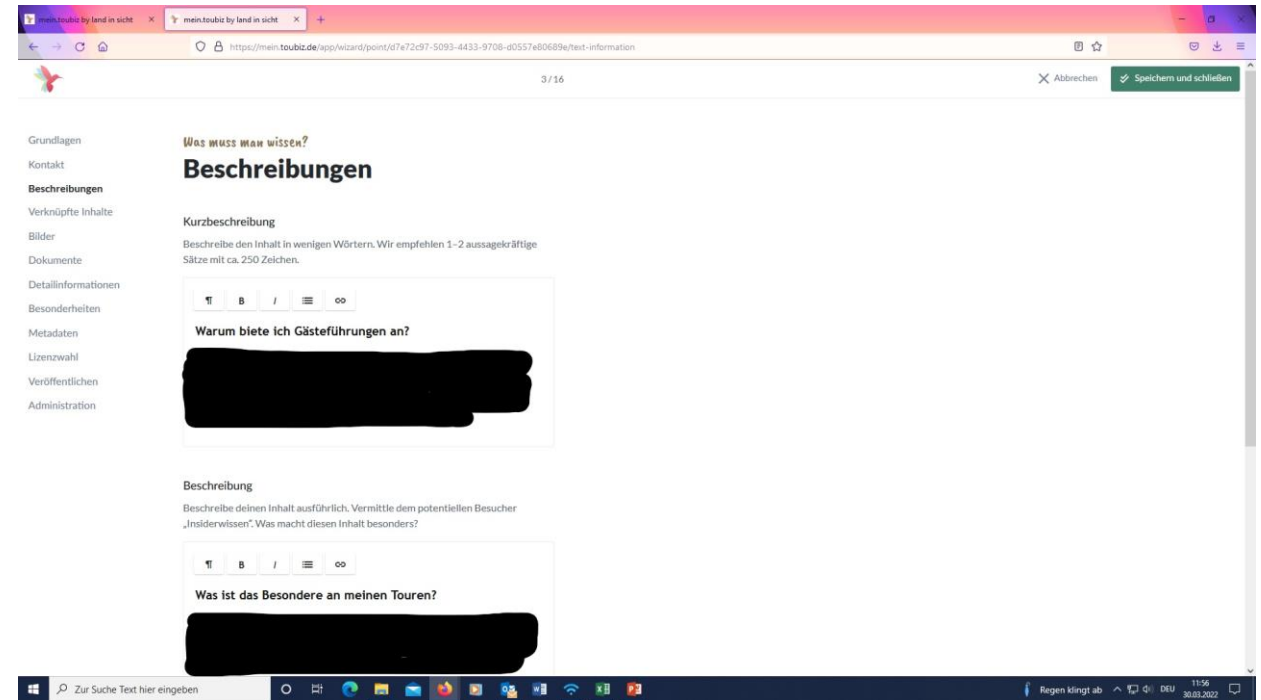 mein.toubiz by land in sicht
mein.toubiz by land in sicht
https://mein.toubiz.de/app/wizard/point/d7e72c97-5093-4433-9708-d0557e80689e/text-information
3 / 16
Abbrechen
Speichern und schließen
Grundlagen
Kontakt
Beschreibungen
Verknüpfte Inhalte
Bilder
Dokumente
Detailinformationen
Besonderheiten
Metadaten
Lizenzwahl
Veröffentlichen
Administration
Was muss man wissen?
Beschreibungen
Kurzbeschreibung
Beschreibe den Inhalt in wenigen Wörtern. Wir empfehlen 1–2 aussagekräftige
Sätze mit ca. 250 Zeichen.
¶ B I
Warum biete ich Gästeführungen an?
Beschreibung
Beschreibe deinen Inhalt ausführlich. Vermittle dem potentiellen Besucher
„Insiderwissen“. Was macht diesen Inhalt besonders?
¶ B I
Was ist das Besondere an meinen Touren?
Zur Suche Text hier eingeben
Regen klingt ab
DEU
11:56
30.03.2022